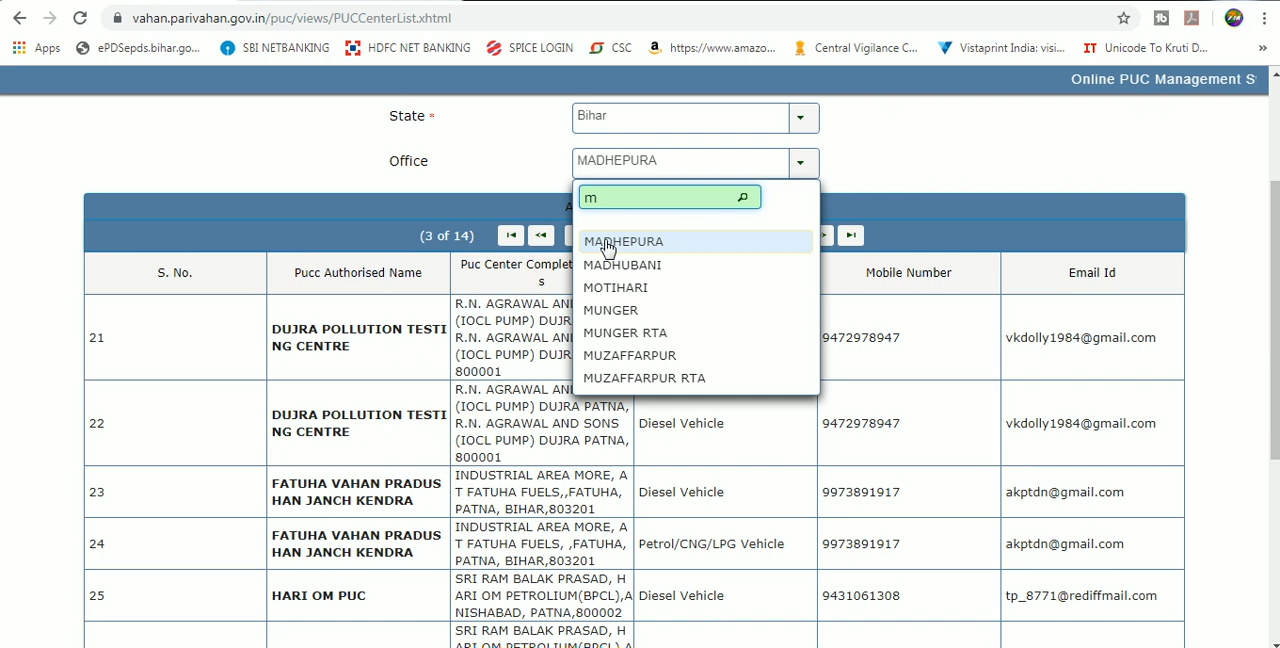 vahan.parivahan.gov.in/puc/views/PUCCenterList.xhtml
Apps ePDSepds.bihar.go... SBI NETBANKING HDFC NET BANKING SPICE LOGIN CSC https://www.amazo... Central Vigilance C... Vistaprint India: visi... IT Unicode To Kruti D... »
Online PUC Management S
State * Bihar
Office MADHEPURA
m
(3 of 14)
MADHEPURA
MADHUBANI
MOTIHARI
MUNGER
MUNGER RTA
MUZAFFARPUR
MUZAFFARPUR RTA
S. No. Pucc Authorised Name Puc Center Complet Mobile Number Email Id
s
21
DUJRA POLLUTION TESTI
NG CENTRE
R.N. AGRAWAL AN
(IOCL PUMP) DUJR
R.N. AGRAWAL AN
(IOCL PUMP) DUJR
800001
9472978947
vkdolly1984@gmail.com
22
DUJRA POLLUTION TESTI
NG CENTRE
R.N. AGRAWAL AN
(IOCL PUMP) DUJRA PATNA,
R.N. AGRAWAL AND SONS
(IOCL PUMP) DUJRA PATNA,
800001
Diesel Vehicle
9472978947
vkdolly1984@gmail.com
23
FATUHA VAHAN PRADUS
HAN JANCH KENDRA
INDUSTRIAL AREA MORE, A
T FATUHA FUELS,,FATUHA,
PATNA, BIHAR,803201
Diesel Vehicle
9973891917
akptdn@gmail.com
24
FATUHA VAHAN PRADUS
HAN JANCH KENDRA
INDUSTRIAL AREA MORE, A
T FATUHA FUELS, ,FATUHA,
PATNA, BIHAR,803201
Petrol/CNG/LPG Vehicle
9973891917
akptdn@gmail.com
25
HARI OM PUC
SRI RAM BALAK PRASAD, H
ARI OM PETROLIUM(BPCL),A
NISHABAD, PATNA,800002
Diesel Vehicle
9431061308
tp_8771@rediffmail.com
SRI RAM BALAK PRASAD, H
ARI OM PETROLIUM(BPCL) A